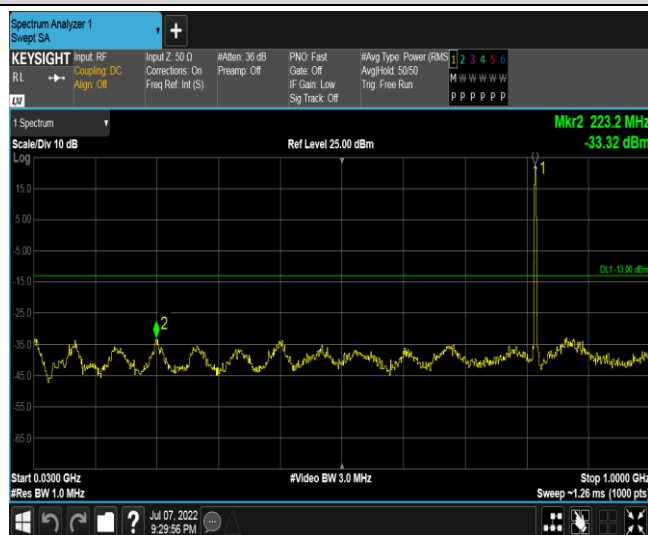 Spectrum Analyzer 1
Swept SA
+
KEYSIGHT
RL
LXI
Input: RF
Coupling: DC
Align: Off
Input Z: 50 Ω
Corrections: On
Freq Ref: Int (S)
#Atten: 36 dB
Preamp: Off
PNO: Fast
Gate: Off
IF Gain: Low
Sig Track: Off
#Avg Type: Power (RMS
Avg|Hold: 50/50
Trig: Free Run
1 2 3 4 5 6
M W W W W W
P P P P P P
1 Spectrum
Mkr2 223.2 MHz
-33.32 dBm
Scale/Div 10 dB
Ref Level 25.00 dBm
Log
15.0
5.00
-5.00
-15.0
-25.0
-35.0
-45.0
-55.0
-65.0
1
DL1 -13.00 dBm
2
Start 0.0300 GHz
#Video BW 3.0 MHz
Stop 1.0000 GHz
#Res BW 1.0 MHz
Sweep ~1.26 ms (1000 pts)
?
Jul 07, 2022
9:29:56 PM